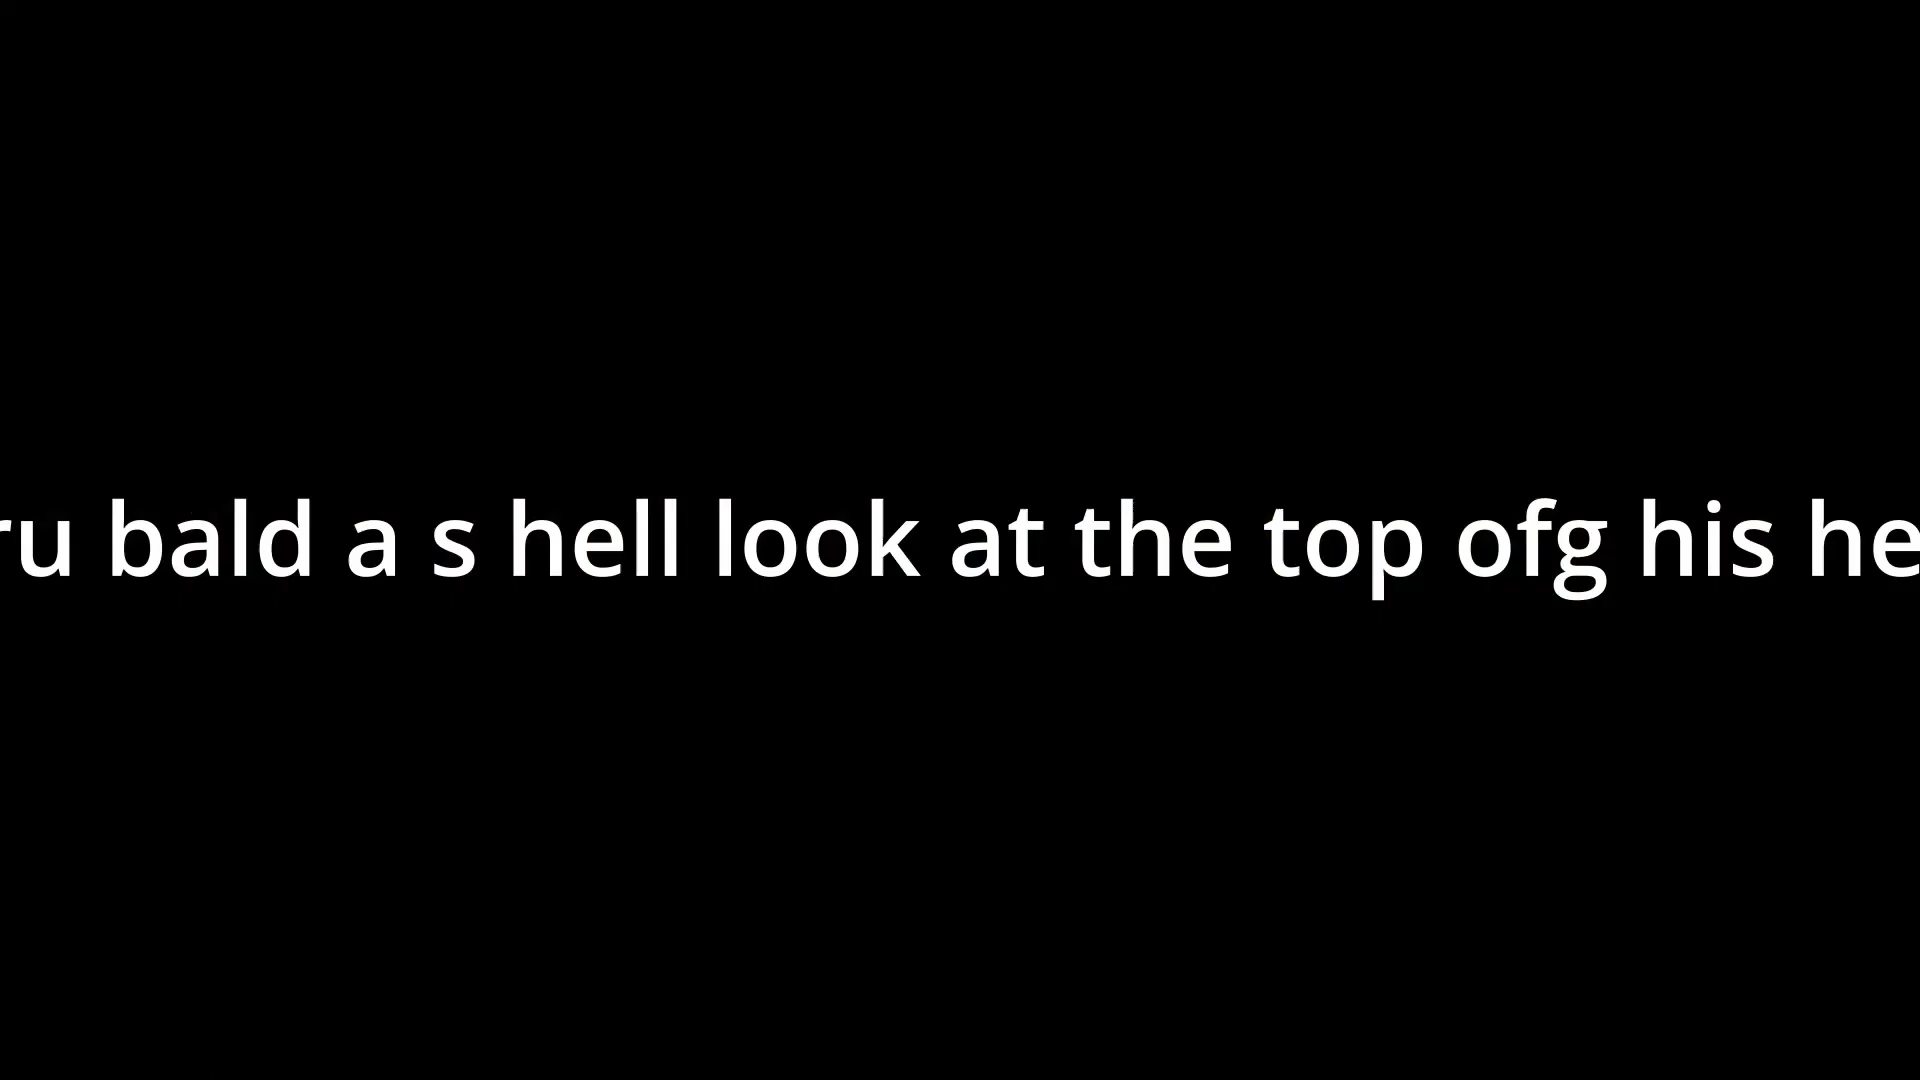 ru bald a s hell look at the top ofg his he